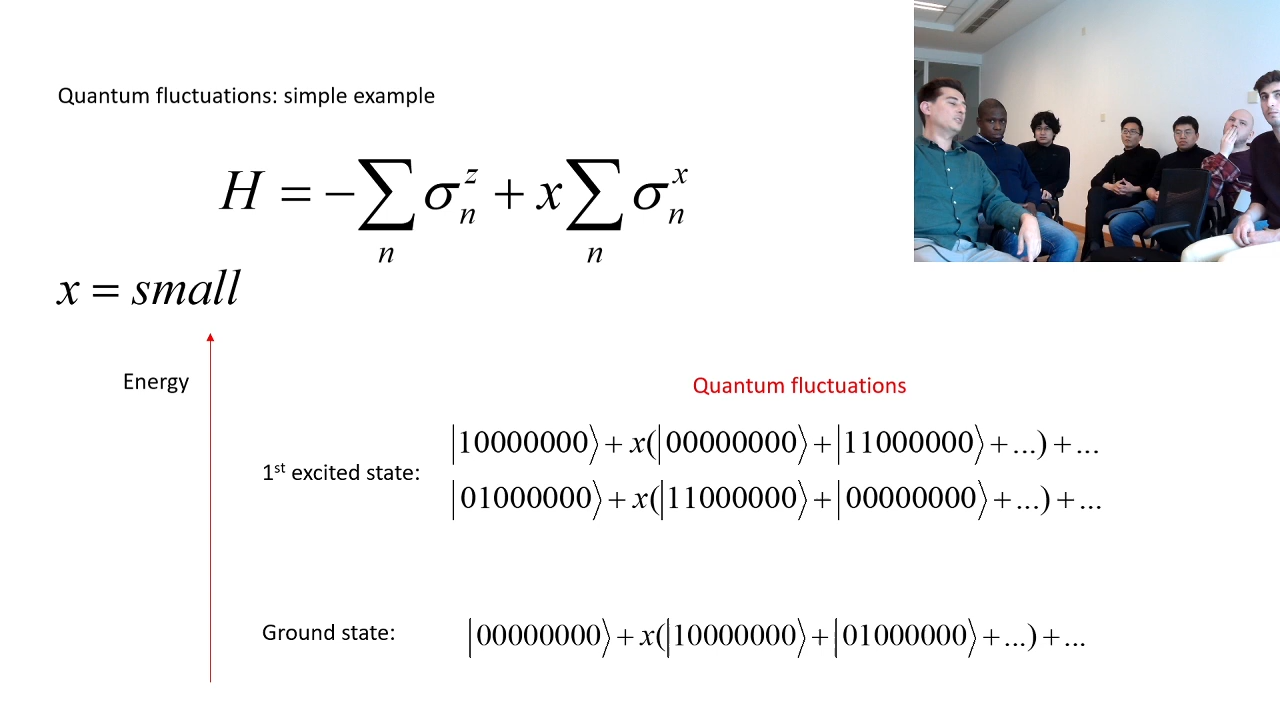 Quantum fluctuations: simple example
H = −∑ₙ σₙᶻ + x∑ₙ σₙˣ
x = small
Energy
Quantum fluctuations
1st excited state:
|10000000⟩ + x(|00000000⟩ + |11000000⟩ + ...) + ...
|01000000⟩ + x(|11000000⟩ + |00000000⟩ + ...) + ...
Ground state:
|00000000⟩ + x(|10000000⟩ + |01000000⟩ + ...) + ...